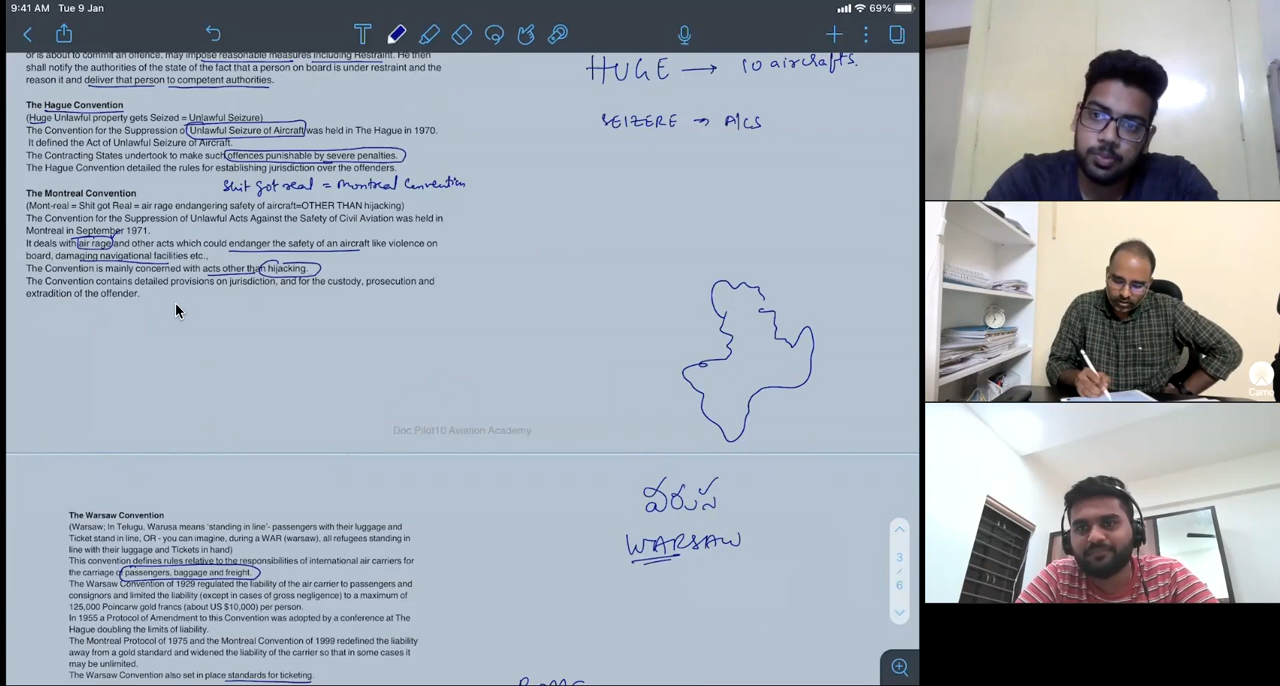 9:41 AM Tue 9 Jan
69%
or is about to commit an offence, may impose reasonable measures including Restraint. He then
shall notify the authorities of the state of the fact that a person on board is under restraint and the
reason it and deliver that person to competent authorities.
HUGE → 10 aircrafts.
SEIZERE → A/CS
The Hague Convention
(Huge Unlawful property gets Seized = Unlawful Seizure)
The Convention for the Suppression of Unlawful Seizure of Aircraft was held in The Hague in 1970.
It defined the Act of Unlawful Seizure of Aircraft.
The Contracting States undertook to make such offences punishable by severe penalties.
The Hague Convention detailed the rules for establishing jurisdiction over the offenders.
Shit got real = Montreal Convention
The Montreal Convention
(Mont-real = Shit got Real = air rage endangering safety of aircraft=OTHER THAN hijacking)
The Convention for the Suppression of Unlawful Acts Against the Safety of Civil Aviation was held in
Montreal in September 1971.
It deals with air rage and other acts which could endanger the safety of an aircraft like violence on
board, damaging navigational facilities etc.,
The Convention is mainly concerned with acts other than hijacking.
The Convention contains detailed provisions on jurisdiction, and for the custody, prosecution and
extradition of the offender.
Doc.Pilot10 Aviation Academy
వరుస
WARSAW
The Warsaw Convention
(Warsaw; In Telugu, Warusa means 'standing in line'- passengers with their luggage and
Ticket stand in line, OR - you can imagine, during a WAR (warsaw), all refugees standing in
line with their luggage and Tickets in hand)
This convention defines rules relative to the responsibilities of international air carriers for
the carriage of passengers, baggage and freight.
The Warsaw Convention of 1929 regulated the liability of the air carrier to passengers and
consignors and limited the liability (except in cases of gross negligence) to a maximum of
125,000 Poincarw gold francs (about US $10,000) per person.
In 1955 a Protocol of Amendment to this Convention was adopted by a conference at The
Hague doubling the limits of liability.
The Montreal Protocol of 1975 and the Montreal Convention of 1999 redefined the liability
away from a gold standard and widened the liability of the carrier so that in some cases it
may be unlimited.
The Warsaw Convention also set in place standards for ticketing.
3
/
6
Camo